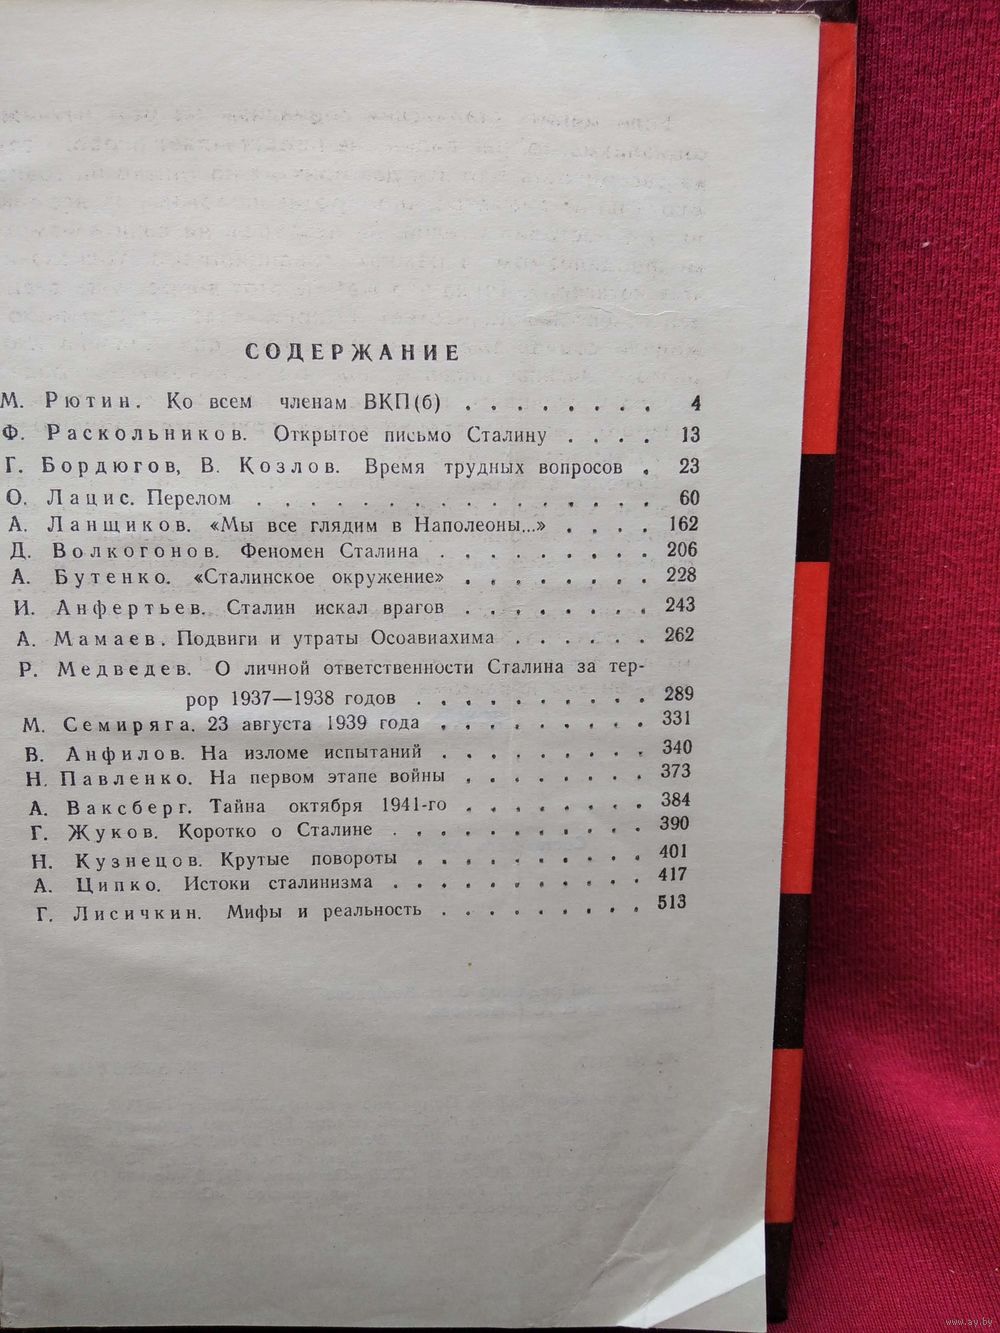 СОДЕРЖАНИЕ
М. Рютин. Ко всем членам ВКП(б) . . . . . . . . 4
Ф. Раскольников. Открытое письмо Сталину . . . . 13
Г. Бордюгов, В. Козлов. Время трудных вопросов . 23
О. Лацис. Перелом . . . . . . . . . . . . . . . 60
А. Ланщиков. «Мы все глядим в Наполеоны...» . . . . 162
Д. Волкогонов. Феномен Сталина . . . . . . . . . 206
А. Бутенко. «Сталинское окружение» . . . . . . . . 228
И. Анфертьев. Сталин искал врагов . . . . . . . . 243
А. Мамаев. Подвиги и утраты Осоавиахима . . . . . . 262
Р. Медведев. О личной ответственности Сталина за тер-
рор 1937—1938 годов . . . . . . . . . . 289
М. Семиряга. 23 августа 1939 года . . . . . . . . . 331
В. Анфилов. На изломе испытаний . . . . . . . . . 340
Н. Павленко. На первом этапе войны . . . . . . . . 373
А. Ваксберг. Тайна октября 1941-го . . . . . . . . 384
Г. Жуков. Коротко о Сталине . . . . . . . . . . . 390
Н. Кузнецов. Крутые повороты . . . . . . . . . . 401
А. Ципко. Истоки сталинизма . . . . . . . . . . . 417
Г. Лисичкин. Мифы и реальность . . . . . . . . . 513
www.ay.by